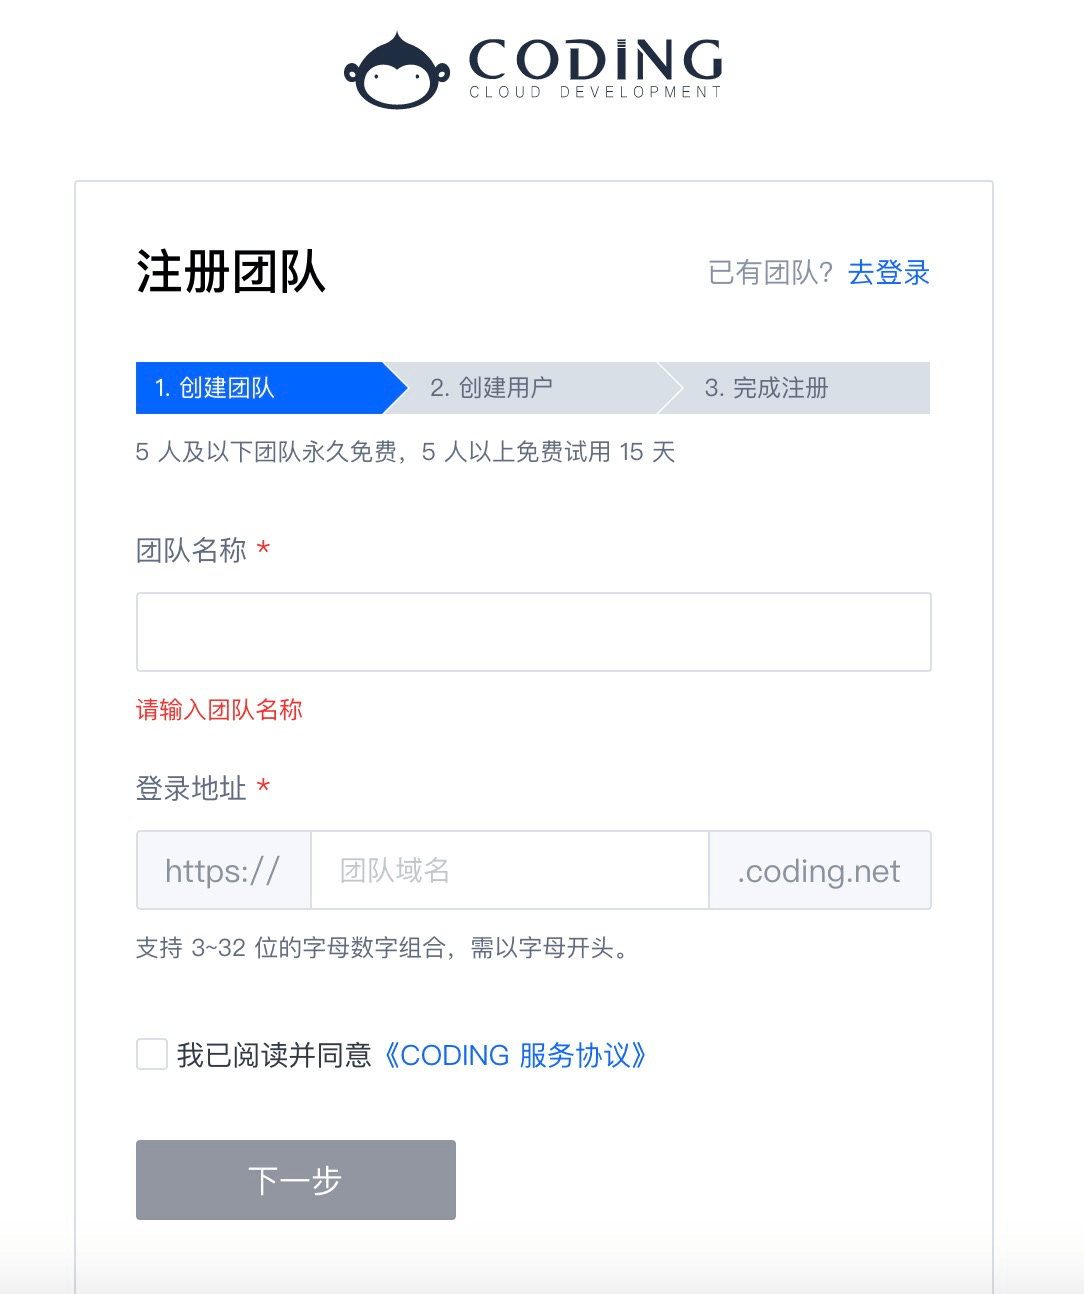 CODING
CLOUD DEVELOPMENT
注册团队
已有团队？去登录
1. 创建团队
2. 创建用户
3. 完成注册
5 人及以下团队永久免费，5 人以上免费试用 15 天
团队名称 *
请输入团队名称
登录地址 *
https://
团队域名
.coding.net
支持 3~32 位的字母数字组合，需以字母开头。
我已阅读并同意《CODING 服务协议》
下一步